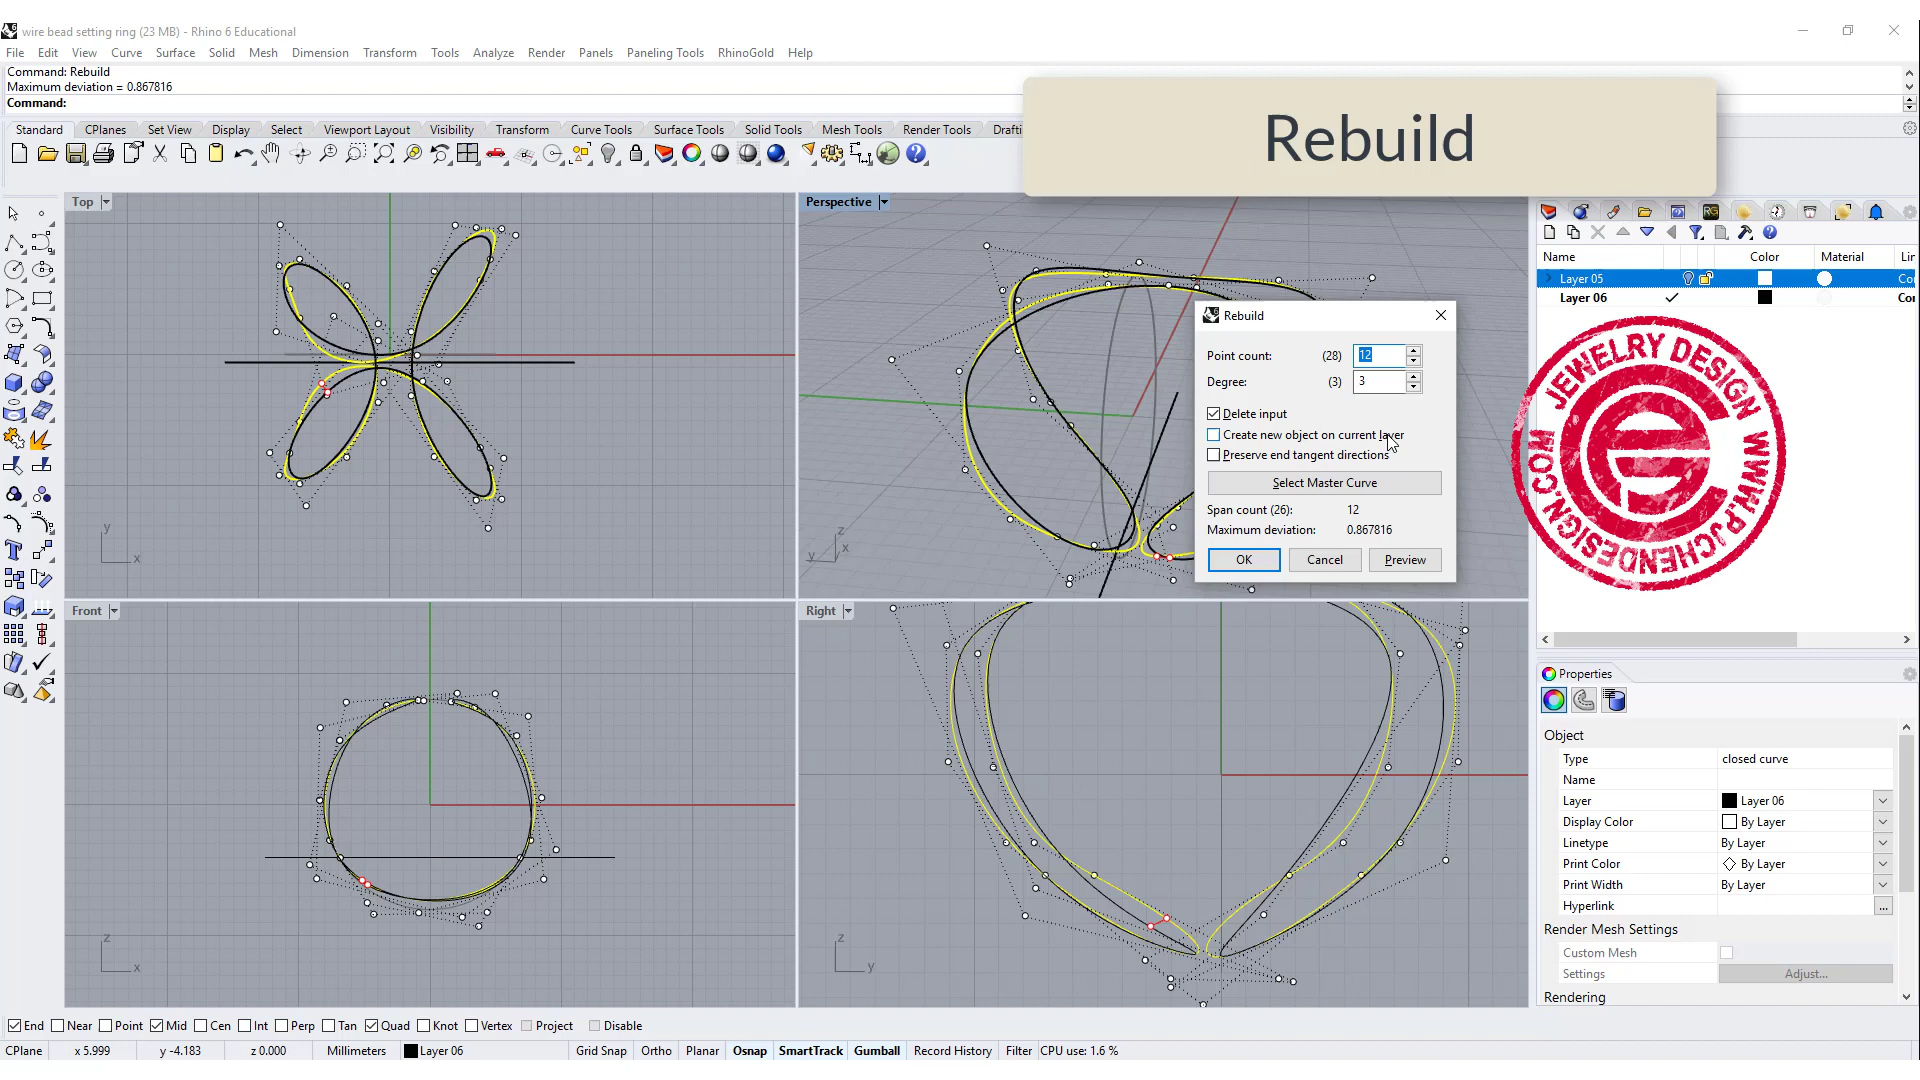 wire bead setting ring (23 MB) - Rhino 6 Educational
File Edit View Curve Surface Solid Mesh Dimension Transform Tools Analyze Render Panels Paneling Tools RhinoGold Help
Command: Rebuild
Maximum deviation = 0.867816
Command:
Rebuild
Standard CPlanes Set View Display Select Viewport Layout Visibility Transform Curve Tools Surface Tools Solid Tools Mesh Tools Render Tools Drafti
Top
Perspective
Front
Right
y
x
z
y
x
z
x
z
y
Rebuild
Point count: (28) 12
Degree: (3) 3
Delete input
Create new object on current layer
Preserve end tangent directions
Select Master Curve
Span count (26): 12
Maximum deviation: 0.867816
OK Cancel Preview
RG
Name Color Material Lin
Layer 05 Co
Layer 06 Co
JEWELRY DESIGN
WWW.PJCHENDESIGN.COM
Properties
Object
Type closed curve
Name
Layer Layer 06
Display Color By Layer
Linetype By Layer
Print Color By Layer
Print Width By Layer
Hyperlink ...
Render Mesh Settings
Custom Mesh
Settings Adjust...
Rendering
End Near Point Mid Cen Int Perp Tan Quad Knot Vertex Project Disable
CPlane x 5.999 y -4.183 z 0.000 Millimeters Layer 06 Grid Snap Ortho Planar Osnap SmartTrack Gumball Record History Filter CPU use: 1.6 %